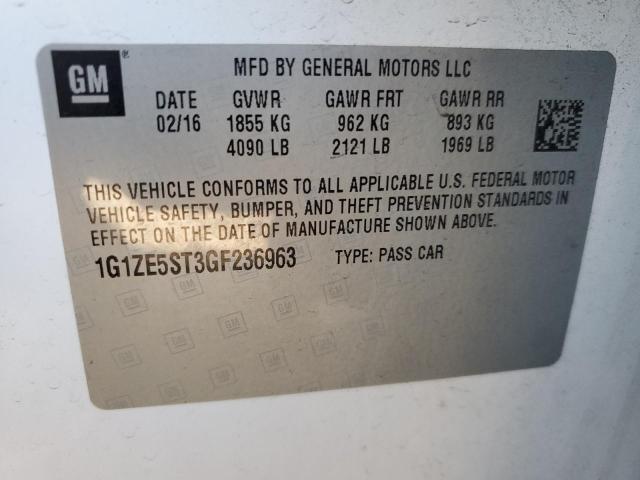 GM ®
MFD BY GENERAL MOTORS LLC
DATE GVWR GAWR FRT GAWR RR
02/16 1855 KG 962 KG 893 KG
4090 LB 2121 LB 1969 LB
THIS VEHICLE CONFORMS TO ALL APPLICABLE U.S. FEDERAL MOTOR
VEHICLE SAFETY, BUMPER, AND THEFT PREVENTION STANDARDS IN
EFFECT ON THE DATE OF MANUFACTURE SHOWN ABOVE.
1G1ZE5ST3GF236963 TYPE: PASS CAR